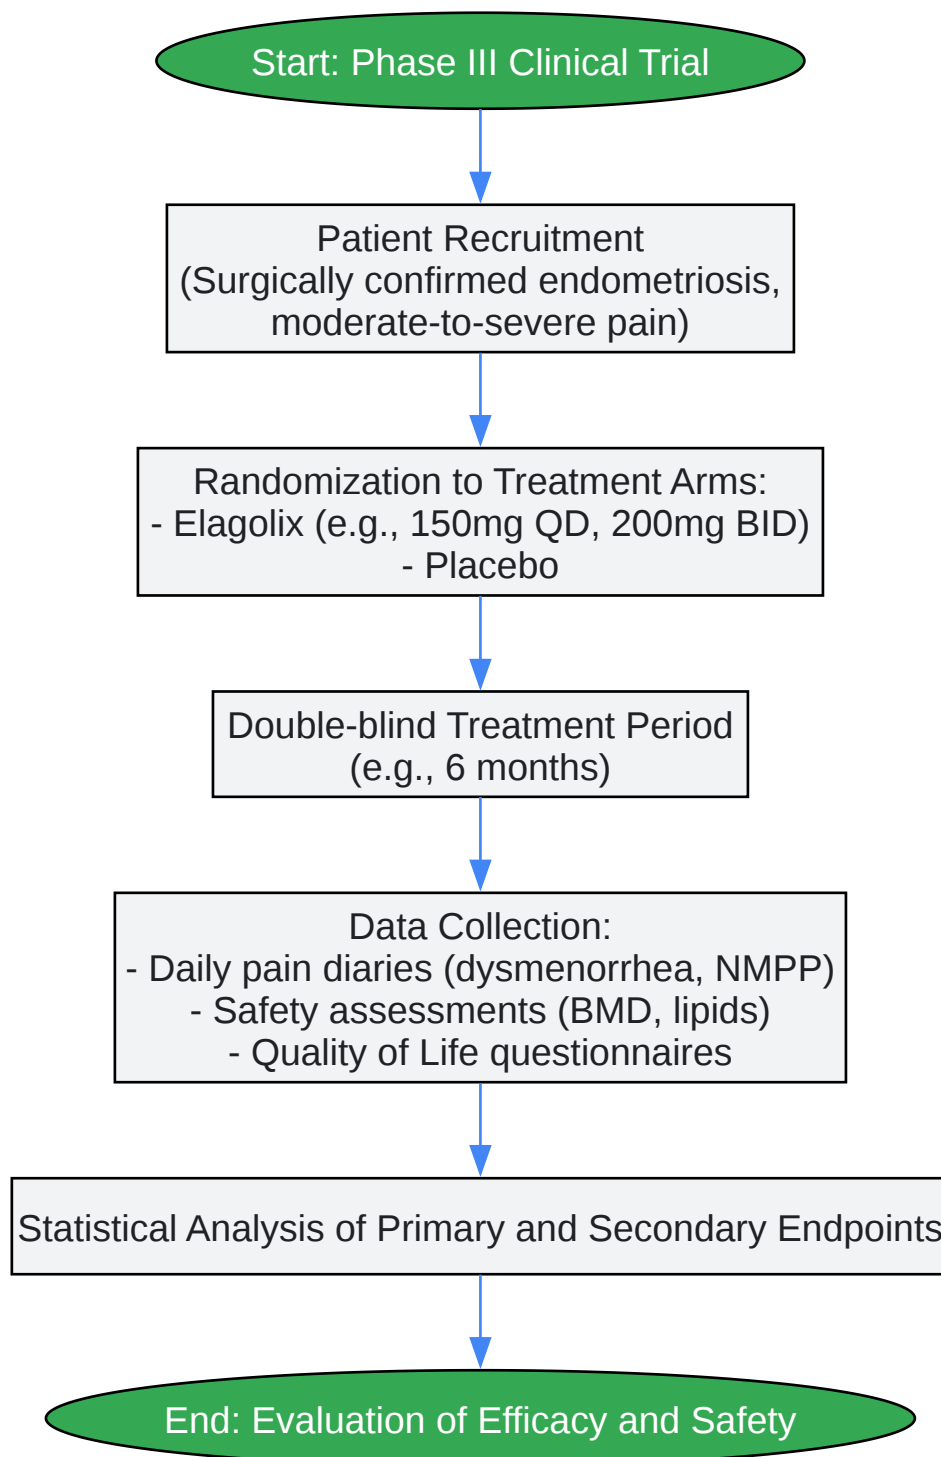 Start: Phase III Clinical Trial
Patient Recruitment
(Surgically confirmed endometriosis,
moderate-to-severe pain)
Randomization to Treatment Arms:
- Elagolix (e.g., 150mg QD, 200mg BID)
- Placebo
Double-blind Treatment Period
(e.g., 6 months)
Data Collection:
- Daily pain diaries (dysmenorrhea, NMPP)
- Safety assessments (BMD, lipids)
- Quality of Life questionnaires
Statistical Analysis of Primary and Secondary Endpoints
End: Evaluation of Efficacy and Safety